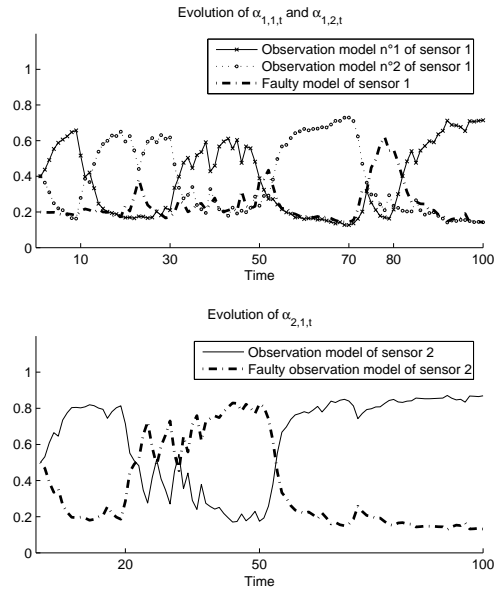 Evolution of α1,1,t and α1,2,t
Observation model n°1 of sensor 1
Observation model n°2 of sensor 1
Faulty model of sensor 1
1
0.8
0.6
0.4
0.2
0
10
30
50
70
80
100
Time
Evolution of α2,1,t
Observation model of sensor 2
Faulty observation model of sensor 2
1
0.8
0.6
0.4
0.2
0
20
50
100
Time